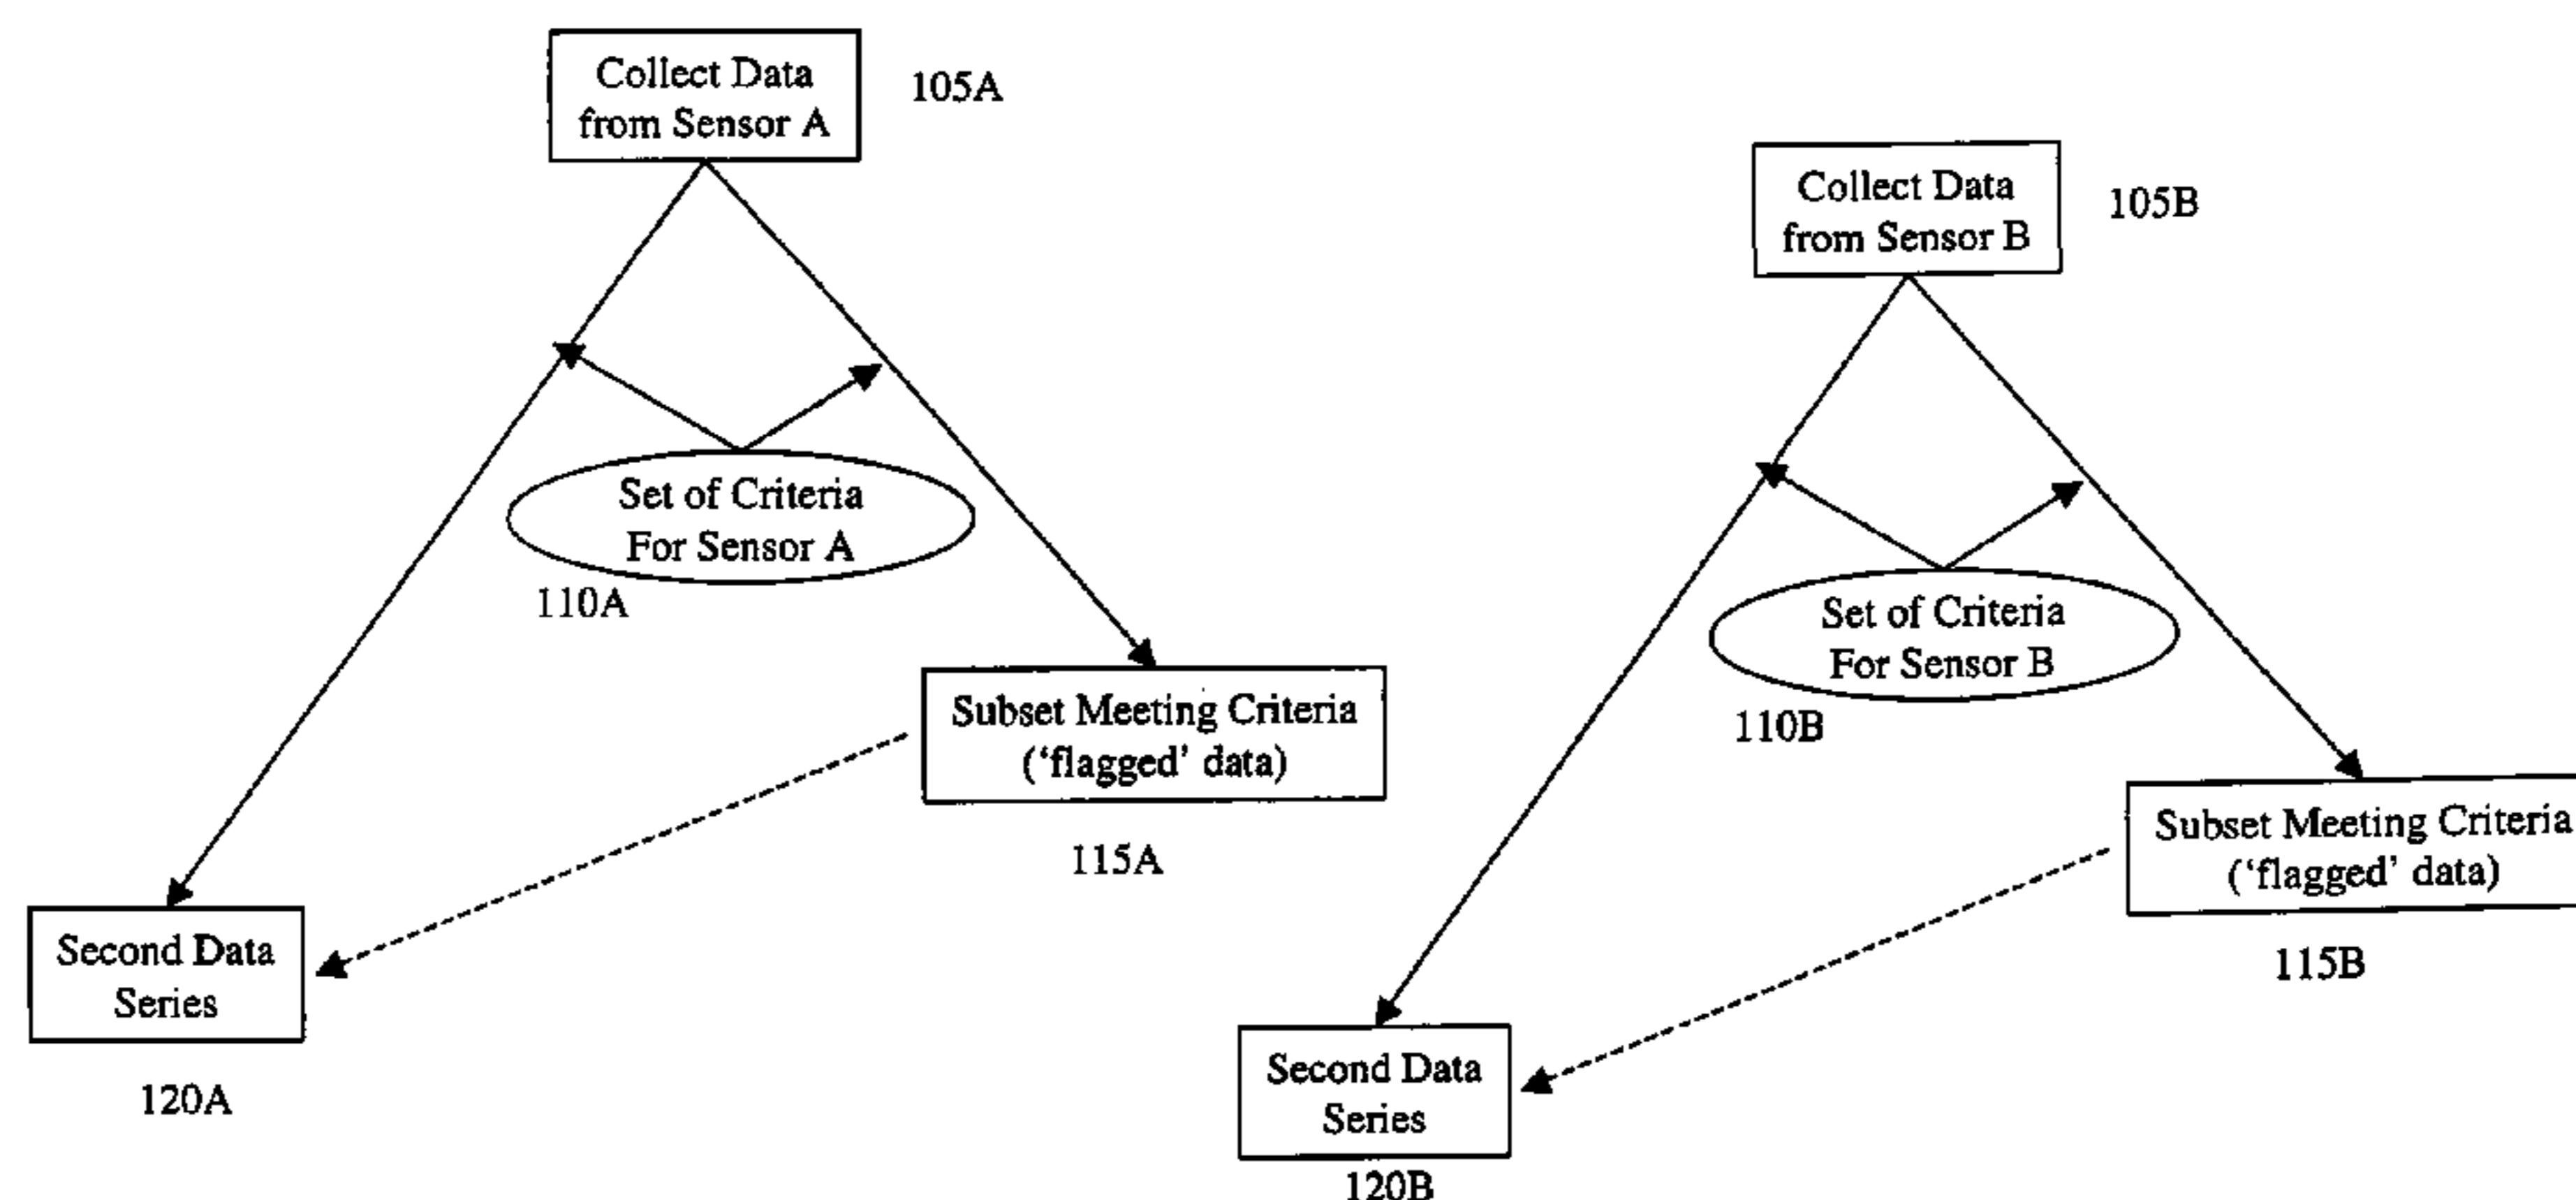 Collect Data
from Sensor A
105A
Set of Criteria
For Sensor A
110A
Subset Meeting Criteria
('flagged' data)
115A
Second Data
Series
120A
Collect Data
from Sensor B
105B
Set of Criteria
For Sensor B
110B
Subset Meeting Criteria
('flagged' data)
115B
Second Data
Series
120B